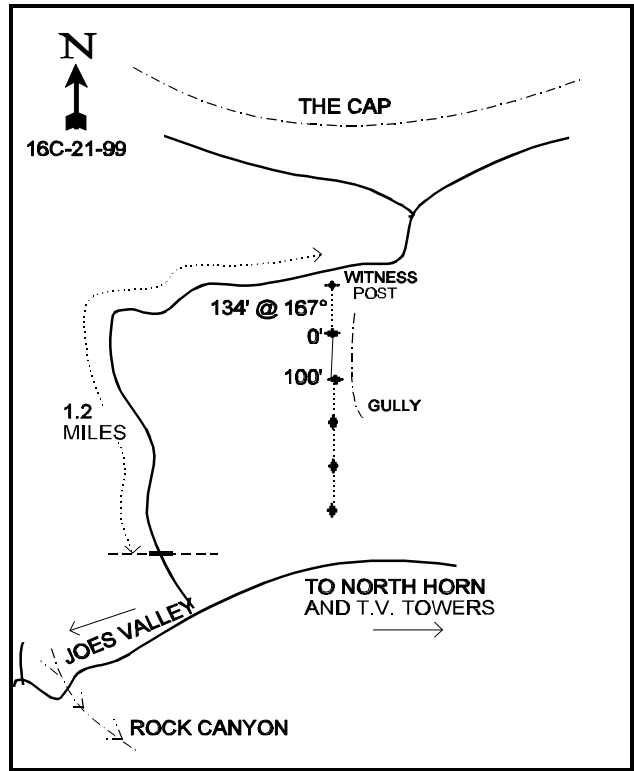 N
16C-21-99
THE CAP
WITNESS
POST
134' @ 167°
0'
100'
GULLY
1.2
MILES
TO NORTH HORN
AND T.V. TOWERS
JOES VALLEY
ROCK CANYON